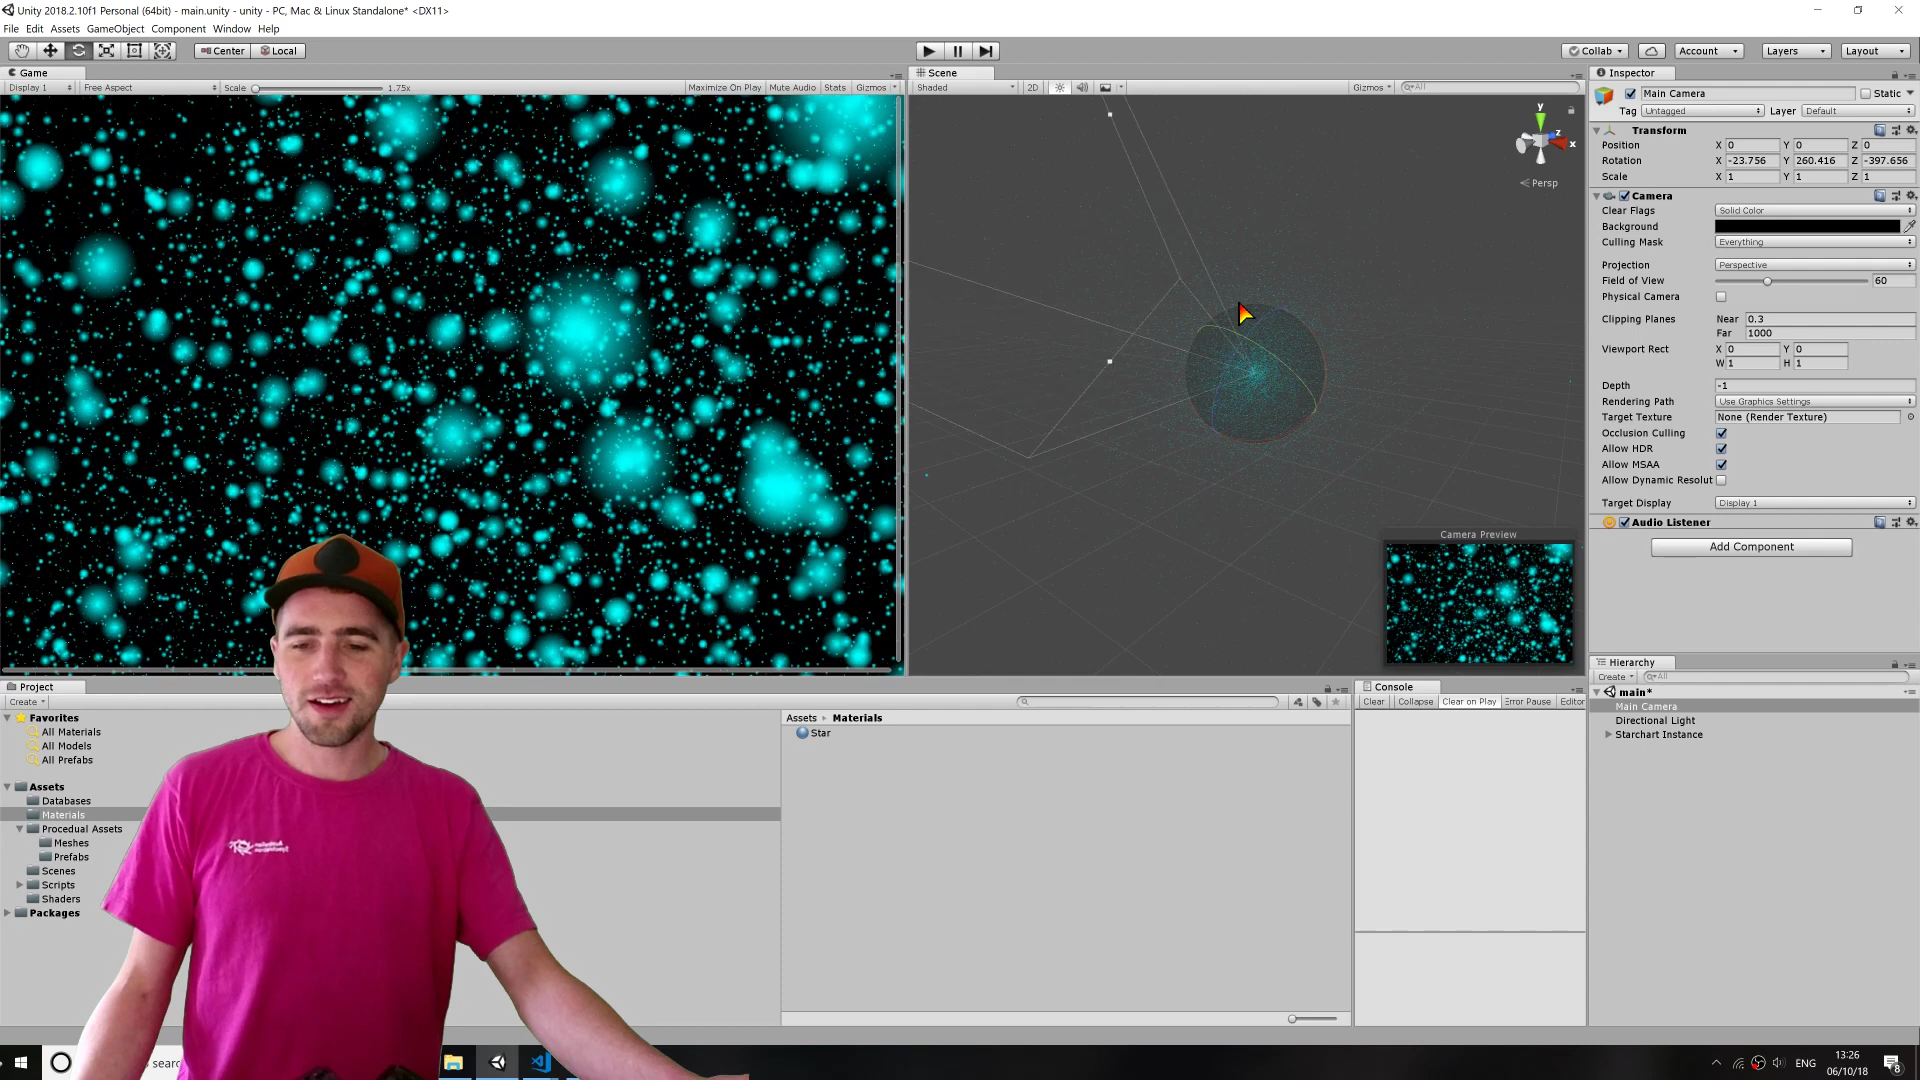 Unity 2018.2.10f1 Personal (64bit) - main.unity - unity - PC, Mac & Linux Standalone* <DX11>
File Edit Assets GameObject Component Window Help
Center Local
Collab Account Layers Layout
Game
Display 1 Free Aspect Scale 1.75x Maximize On Play Mute Audio Stats Gizmos
Scene
Shaded 2D Gizmos All
y
z
x
Persp
Camera Preview
Inspector
Main Camera Static
Tag Untagged Layer Default
Transform
Position X 0 Y 0 Z 0
Rotation X -23.756 Y 260.416 Z -397.656
Scale X 1 Y 1 Z 1
Camera
Clear Flags Solid Color
Background
Culling Mask Everything
Projection Perspective
Field of View 60
Physical Camera
Clipping Planes Near 0.3
Far 1000
Viewport Rect X 0 Y 0
W 1 H 1
Depth -1
Rendering Path Use Graphics Settings
Target Texture None (Render Texture)
Occlusion Culling
Allow HDR
Allow MSAA
Allow Dynamic Resolut
Target Display Display 1
Audio Listener
Add Component
Hierarchy
Create All
main*
Main Camera
Directional Light
Starchart Instance
Project
Create
Favorites
All Materials
All Models
All Prefabs
Assets
Databases
Materials
Procedual Assets
Meshes
Prefabs
Scenes
Scripts
Shaders
Packages
Assets Materials
Star
Console
Clear Collapse Clear on Play Error Pause Editor
searc
ENG
13:26
06/10/18
8